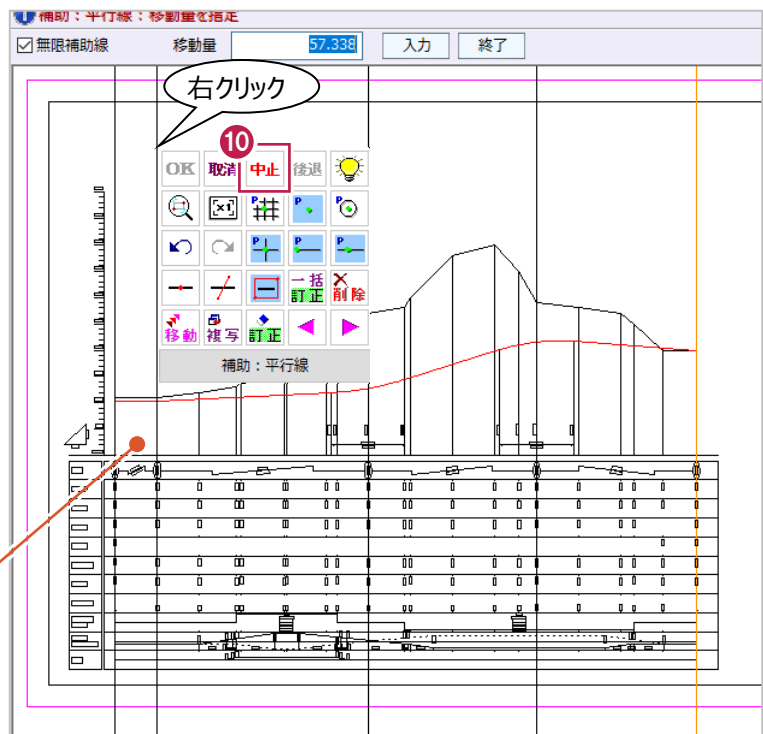 補助：平行線：移動量を指定
無限補助線 移動量 57.338 入力 終了
右クリック
10
OK 取消 中止 後退
[×1] P P P
P P P
一括訂正 削除
移動 複写 訂正
補助：平行線